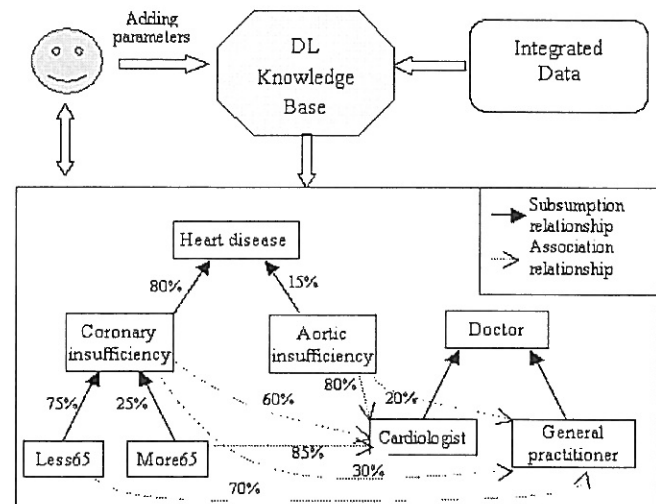 Adding
parameters
DL
Knowledge
Base
Integrated
Data
Subsumption
relationship
Association
relationship
Heart disease
80%
15%
Coronary
insufficiency
Aortic
insufficiency
Doctor
75%
25%
60%
80%
20%
Less65
More65
85%
Cardiologist
General
practitioner
30%
70%